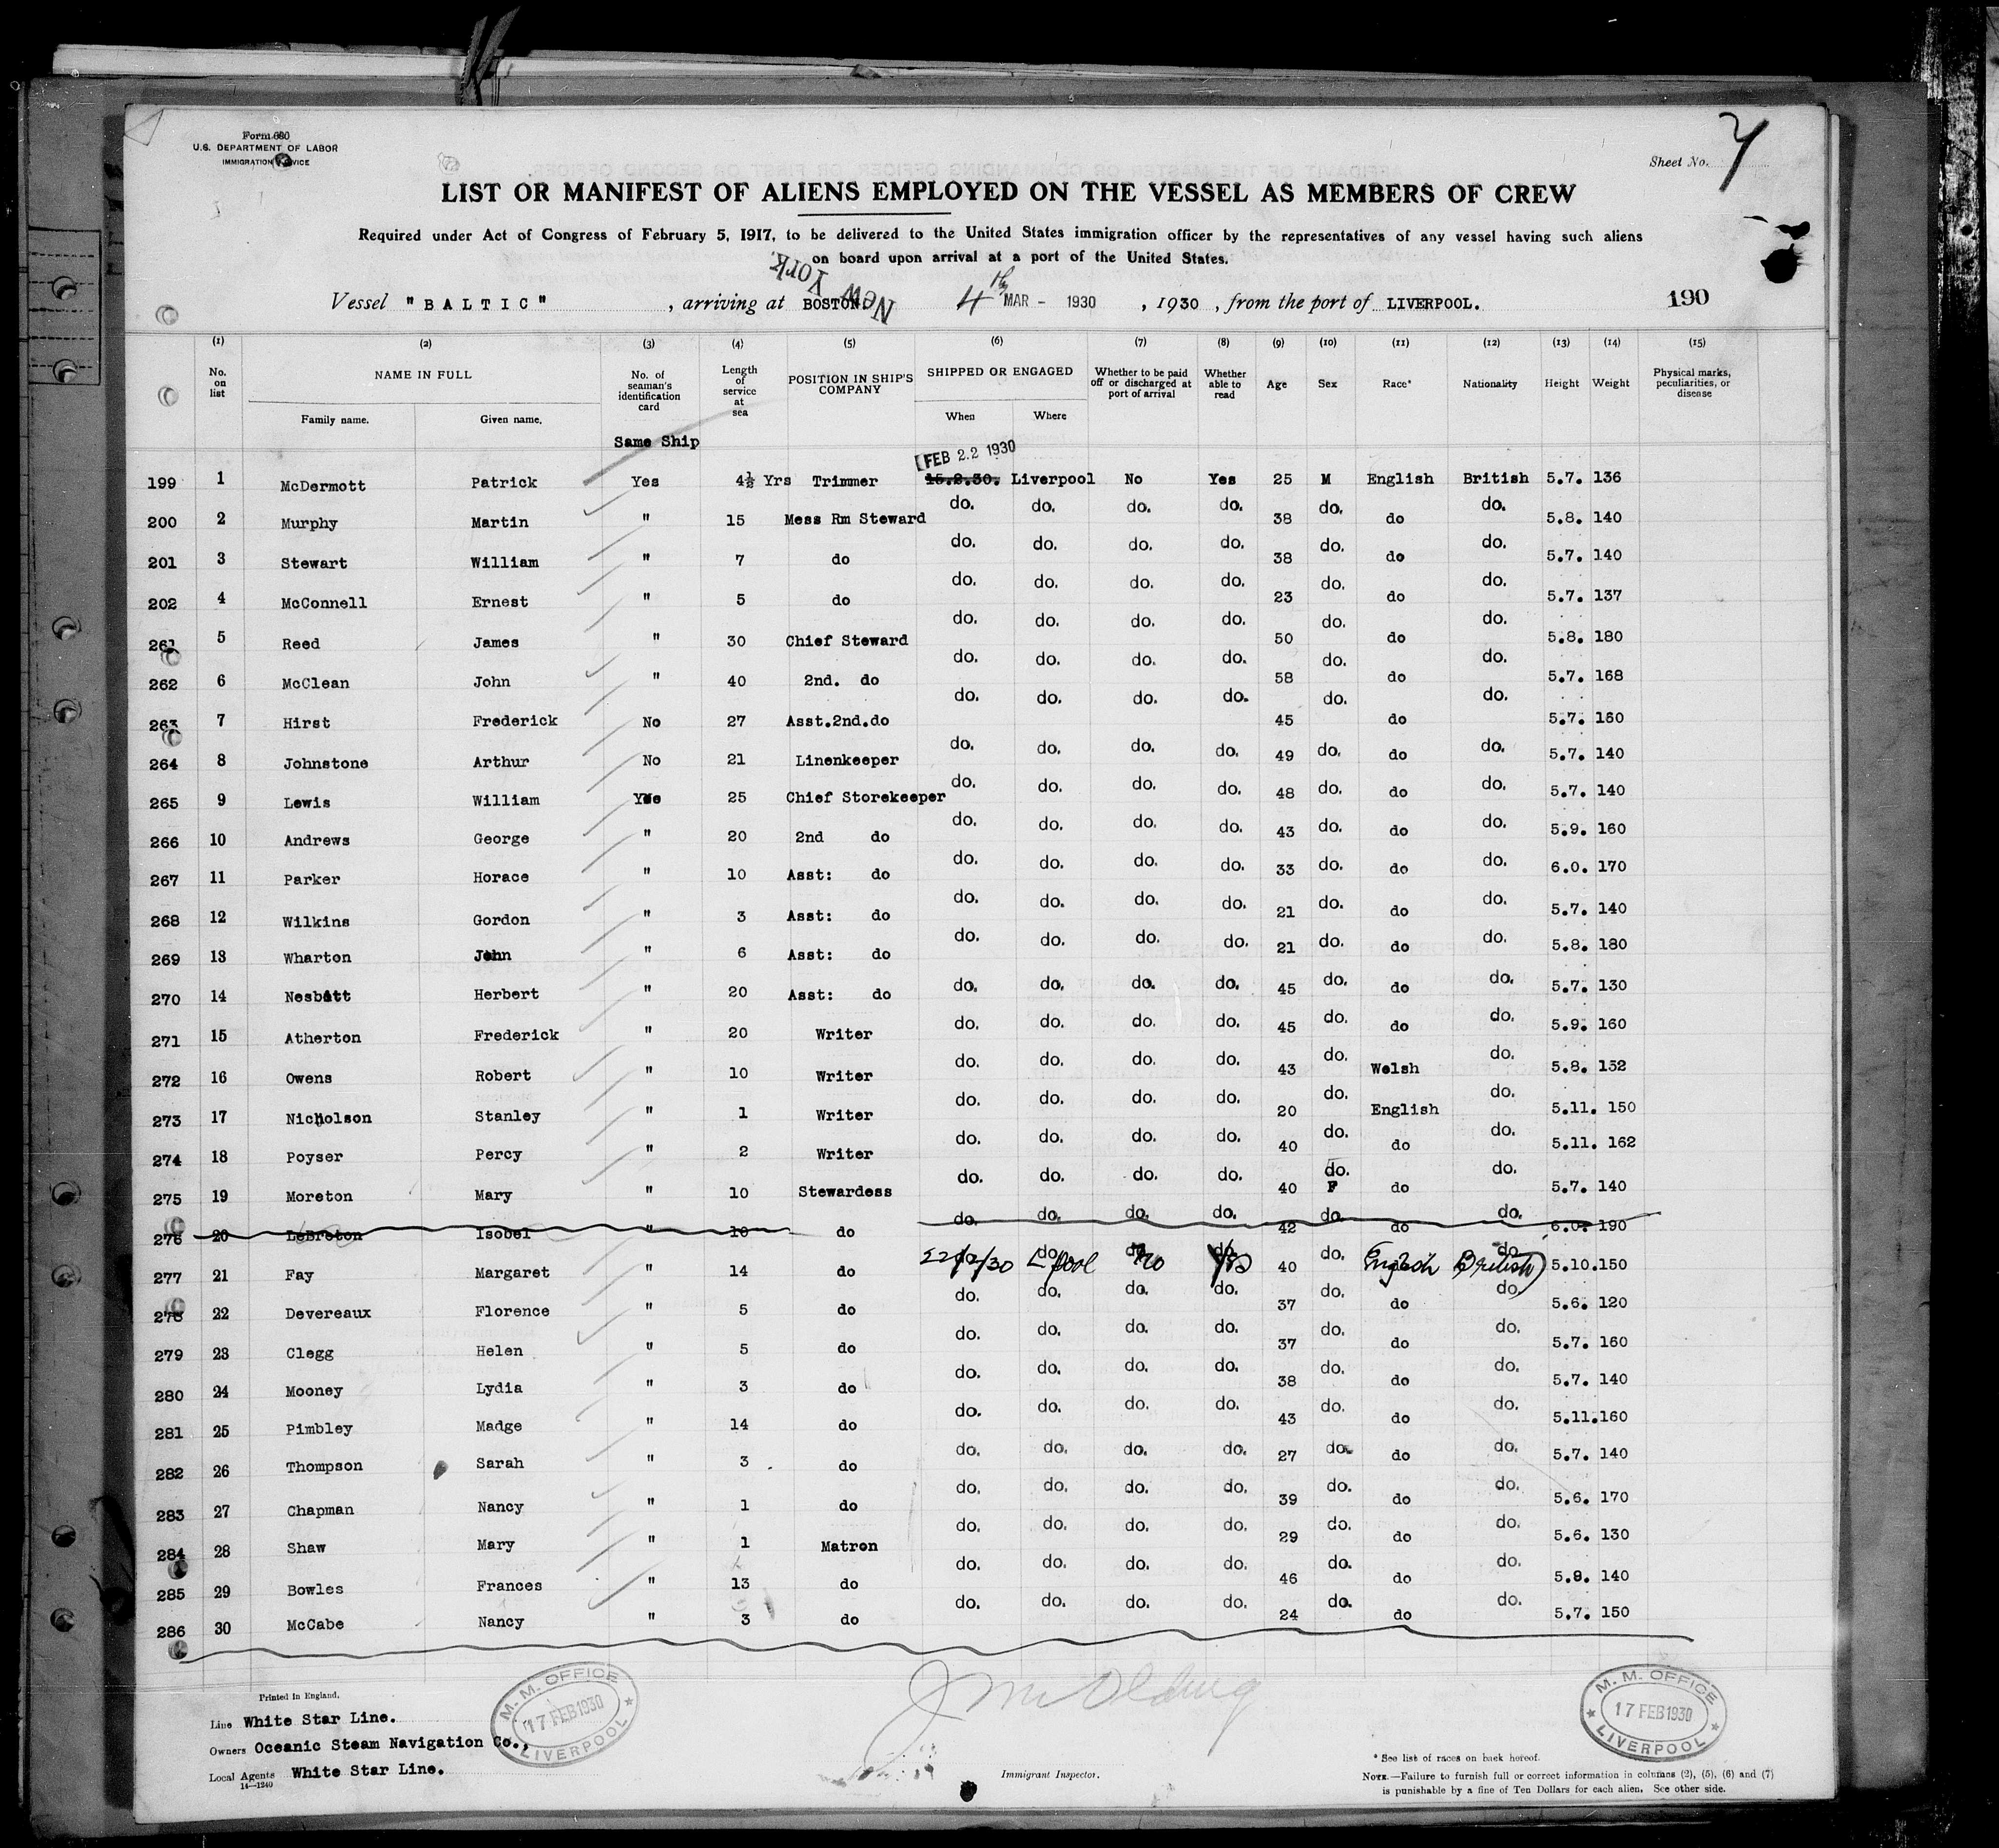 Form 680
U.S. DEPARTMENT OF LABOR
IMMIGRATION SERVICE
Sheet No. 7
LIST OR MANIFEST OF ALIENS EMPLOYED ON THE VESSEL AS MEMBERS OF CREW
Required under Act of Congress of February 5, 1917, to be delivered to the United States immigration officer by the representatives of any vessel having such aliens
on board upon arrival at a port of the United States.
New York
Vessel "BALTIC" , arriving at BOSTON. 4th MAR - 1930 , 1930 , from the port of LIVERPOOL. 190
(1) (2) (3) (4) (5) (6) (7) (8) (9) (10) (11) (12) (13) (14) (15)
No. on list NAME IN FULL No. of seaman's identification card Length of service at sea POSITION IN SHIP'S COMPANY SHIPPED OR ENGAGED Whether to be paid off or discharged at port of arrival Whether able to read Age Sex Race* Nationality Height Weight Physical marks, peculiarities, or disease
Family name. Given name. When Where
Same Ship
FEB 22 1930
199 1 McDermott Patrick Yes 4½ Yrs Trimmer 15.2.30. Liverpool No Yes 25 M English British 5.7. 136
200 2 Murphy Martin " 15 Mess Rm Steward do. do. do. do. 38 do. do do. 5.8. 140
201 3 Stewart William " 7 do do. do. do. do. 38 do. do do. 5.7. 140
202 4 McConnell Ernest " 5 do do. do. do. do. 23 do. do do. 5.7. 137
261 5 Reed James " 30 Chief Steward do. do. do. do. 50 do. do do. 5.8. 180
262 6 McClean John " 40 2nd. do do. do. do. do. 58 do. do do. 5.7. 168
263 7 Hirst Frederick No 27 Asst.2nd.do do. do. do. do. 45 do. do do. 5.7. 160
264 8 Johnstone Arthur No 21 Linenkeeper do. do. do. do. 49 do. do do. 5.7. 140
265 9 Lewis William Yes 25 Chief Storekeeper do. do. do. do. 48 do. do do. 5.7. 140
266 10 Andrews George " 20 2nd do do. do. do. do. 43 do. do do. 5.9. 160
267 11 Parker Horace " 10 Asst: do do. do. do. do. 33 do. do do. 6.0. 170
268 12 Wilkins Gordon " 3 Asst: do do. do. do. do. 21 do. do do. 5.7. 140
269 13 Wharton John " 6 Asst: do do. do. do. do. 21 do. do do. 5.8. 180
270 14 Nesbitt Herbert " 20 Asst: do do. do. do. do. 45 do. do do. 5.7. 130
271 15 Atherton Frederick " 20 Writer do. do. do. do. 45 do. do do. 5.9. 160
272 16 Owens Robert " 10 Writer do. do. do. do. 43 do. Welsh do. 5.8. 152
273 17 Nicholson Stanley " 1 Writer do. do. do. do. 20 do. English do. 5.11. 150
274 18 Poyser Percy " 2 Writer do. do. do. do. 40 do. do do. 5.11. 162
275 19 Moreton Mary " 10 Stewardess do. do. do. do. 40 do. F do do. 5.7. 140
276 20 LeBreton Isobel " 10 do do. do. do. do. 42 do. do do. 6.0. 190
277 21 Fay Margaret " 14 do 22/2/30 L'pool do. No do. Yes do. 40 do. English British do. 5.10. 150
278 22 Devereaux Florence " 5 do do. do. do. do. 37 do. do do. 5.6. 120
279 23 Clegg Helen " 5 do do. do. do. do. 37 do. do do. 5.7. 160
280 24 Mooney Lydia " 3 do do. do. do. do. 38 do. do do. 5.7. 140
281 25 Pimbley Madge " 14 do do. do. do. do. 43 do. do do. 5.11. 160
282 26 Thompson Sarah " 3 do do. do. do. do. 27 do. do do. 5.7. 140
283 27 Chapman Nancy " 1 do do. do. do. do. 39 do. do do. 5.6. 170
284 28 Shaw Mary " 1 Matron do. do. do. do. 29 do. do do. 5.6. 130
285 29 Bowles Frances " 13 do do. do. do. do. 46 do. do do. 5.8. 140
286 30 McCabe Nancy " 3 do do. do. do. do. 24 do. do do. 5.7. 150
Printed in England.
Line White Star Line.
Owners Oceanic Steam Navigation Co.,
Local Agents White Star Line.
14—1240
M. M. OFFICE
17 FEB 1930
LIVERPOOL
Immigrant Inspector.
M. M. OFFICE
17 FEB 1930
LIVERPOOL
* See list of races on back hereof.
NOTE.—Failure to furnish full or correct information in columns (2), (5), (6) and (7)
is punishable by a fine of Ten Dollars for each alien. See other side.